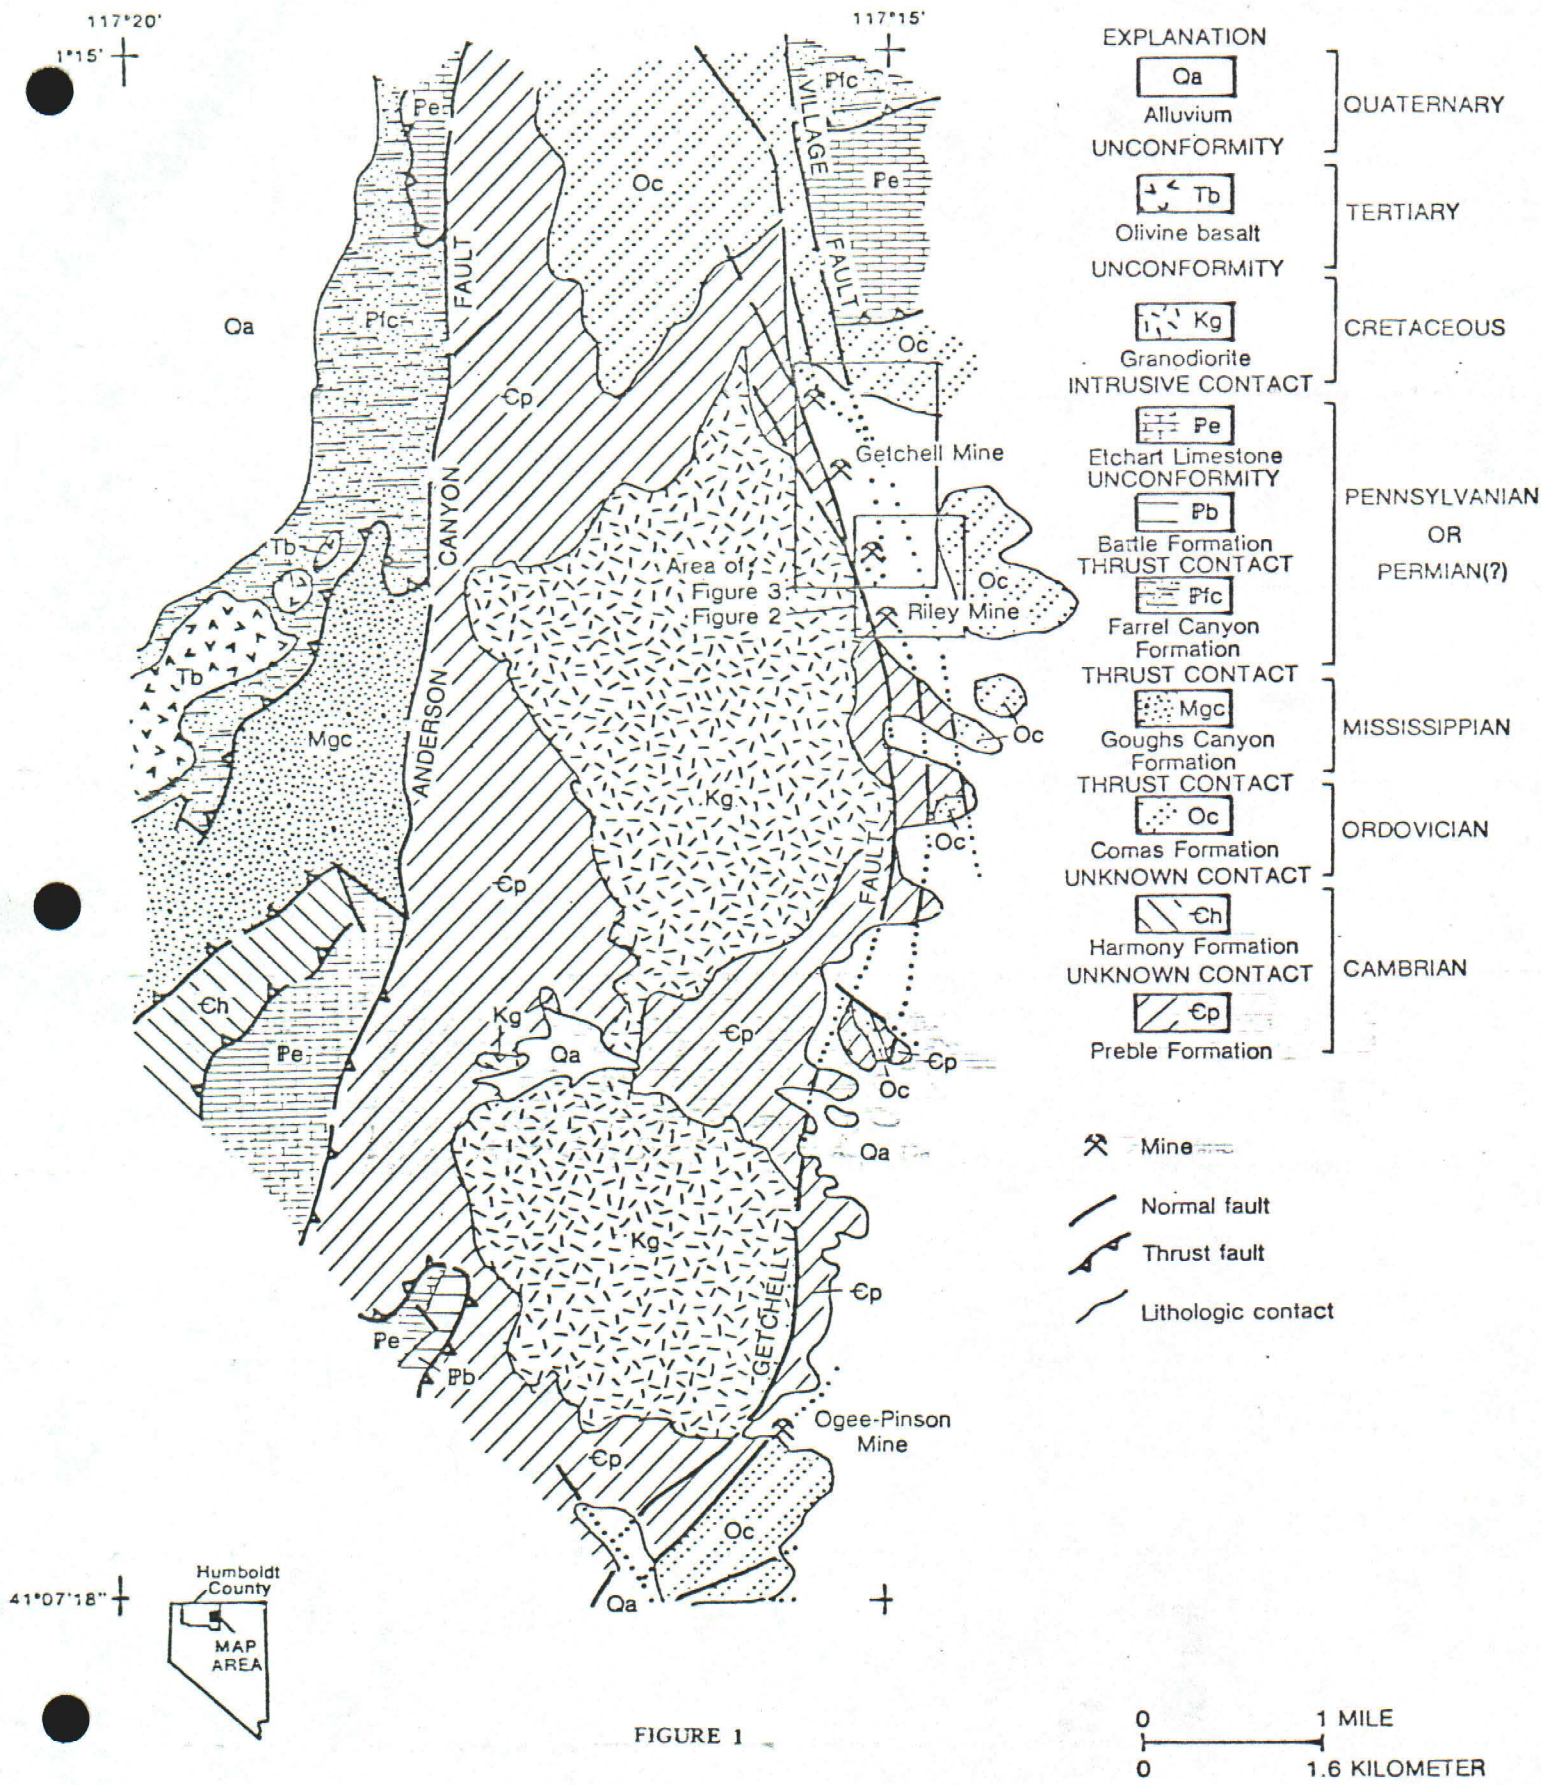 117°20'
117°15'
1°15'
EXPLANATION
Qa
Alluvium
QUATERNARY
UNCONFORMITY
Tb
Olivine basalt
TERTIARY
UNCONFORMITY
Kg
Granodiorite
CRETACEOUS
INTRUSIVE CONTACT
Pe
Etchart Limestone
UNCONFORMITY
Pb
Battle Formation
THRUST CONTACT
Pfc
Farrel Canyon
Formation
PENNSYLVANIAN
OR
PERMIAN(?)
THRUST CONTACT
Mgc
Goughs Canyon
Formation
MISSISSIPPIAN
THRUST CONTACT
Oc
Comas Formation
ORDOVICIAN
UNKNOWN CONTACT
Ꞓh
Harmony Formation
UNKNOWN CONTACT
Ꞓp
Preble Formation
CAMBRIAN
Mine
Normal fault
Thrust fault
Lithologic contact
Pe
Pfc
VILLAGE
FAULT
Oc
Pe
FAULT
CANYON
ANDERSON
Qa
Pfc
Oc
Ꞓp
Getchell Mine
Tb
Area of
Figure 3
Figure 2
Oc
Riley Mine
Tb
Mgc
Oc
Kg
Oc
FAULT
GETCHELL
Ꞓp
Ꞓh
Kg
Pe
Qa
Ꞓp
Ꞓp
Oc
Qa
Kg
Ꞓp
Pe
Pb
Ogee-Pinson
Mine
Ꞓp
Oc
Qa
41°07'18"
Humboldt
County
MAP
AREA
FIGURE 1
0 1 MILE
0 1.6 KILOMETER